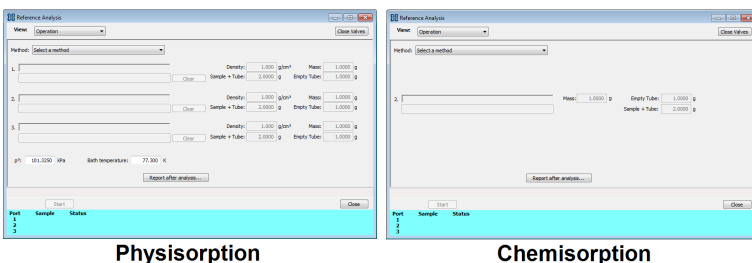 Reference Analysis
View: Operation
Close Valves
Method: Select a method
1.
Density: 1.000 g/cm³ Mass: 1.0000 g
Clear Sample + Tube: 2.0000 g Empty Tube: 1.0000 g
2.
Density: 1.000 g/cm³ Mass: 1.0000 g
Sample + Tube: 2.0000 g Empty Tube: 1.0000 g
3.
Density: 1.000 g/cm³ Mass: 1.0000 g
Clear Sample + Tube: 2.0000 g Empty Tube: 1.0000 g
101.3250 kPa Bath temperature: 77.300 K
Report after analysis...
Start Close
Port Sample Status
1
2
3
Physisorption
Reference Analysis
View: Operation
Close Valves
Method: Select a method
2.
Mass: 1.0000 g Empty Tube: 1.0000 g
Sample + Tube: 2.0000 g
Report after analysis...
Start Close
Port Sample Status
1
2
3
Chemisorption